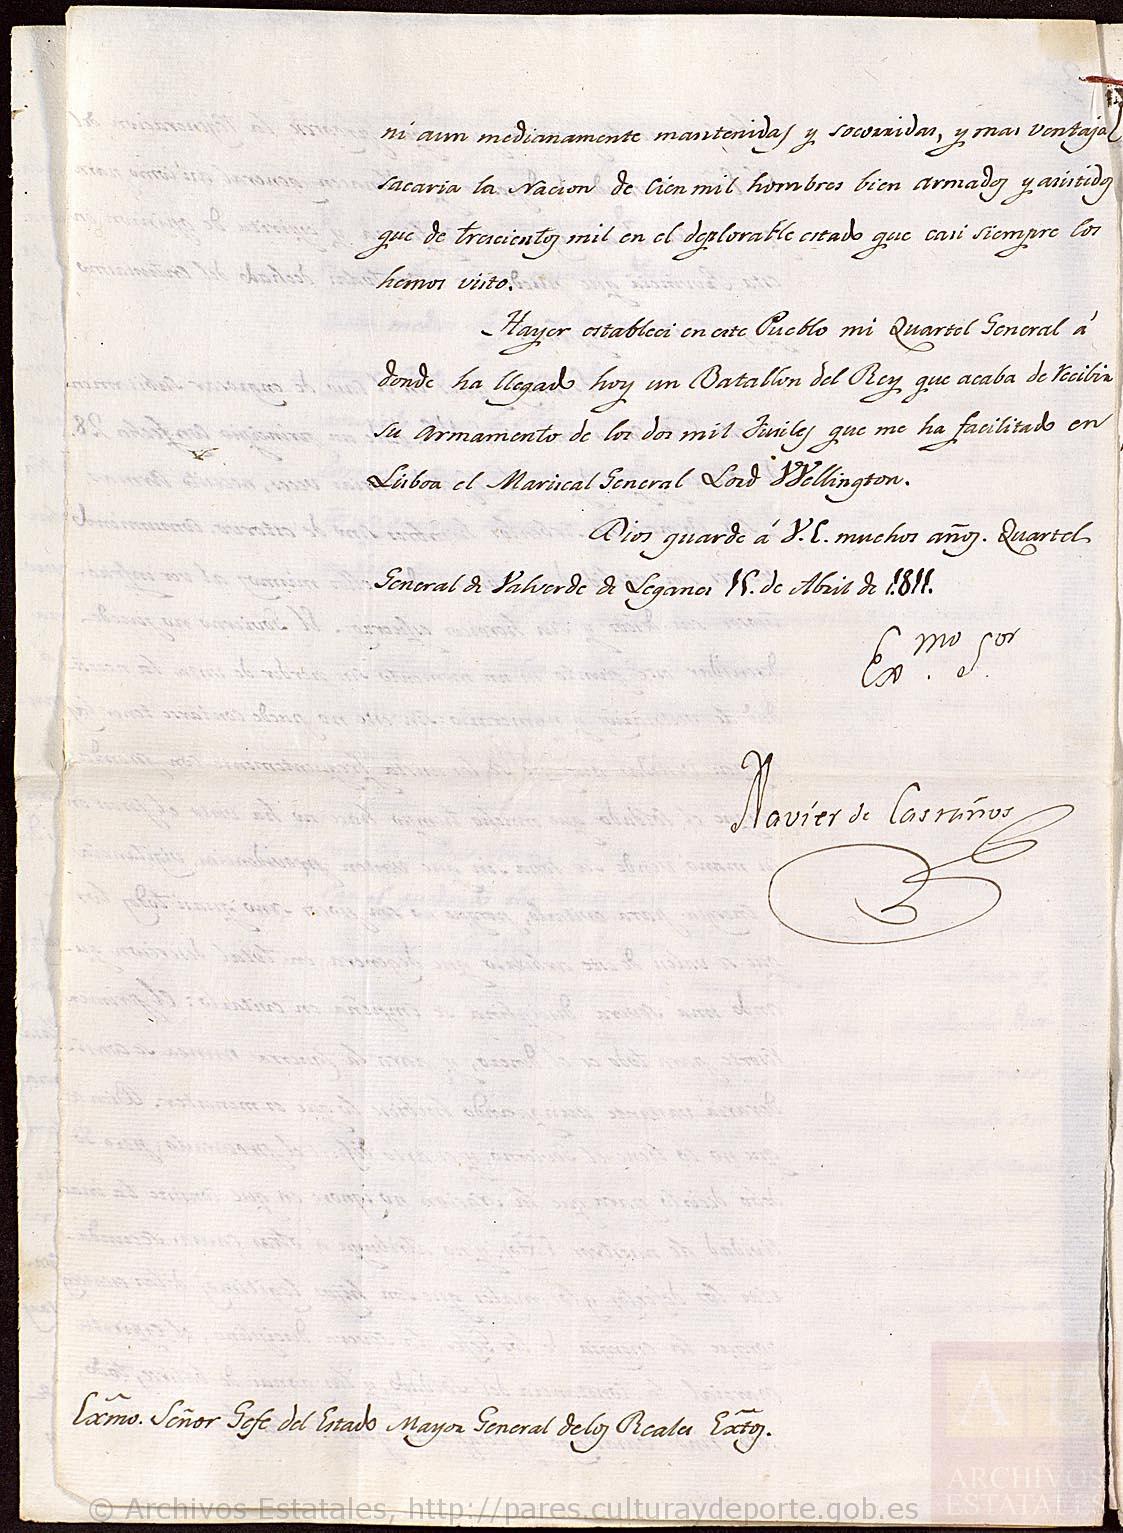 ni aun medianamente mantenidas y socorridas, y mas ventajas
sacaria la Nacion de cien mil hombres bien armados y asistidos
que de trescientos mil en el deplorable estado que casi siempre los
hemos visto.
Hayer estableci en este Pueblo mi Quartel General á
donde ha llegado hoy un Batallon del Rey que acaba de recibir
su armamento de los dos mil fusiles que me ha facilitado en
Lisboa el Mariscal General Lord Wellington.
Dios guarde á V.E. muchos años. Quartel
General de Valverde de Leganes 15. de Abril de 1811.
Exmo. Sor.
Xavier de Castaños
Exmo. Señor Gefe del Estado Mayor General de los Reales Extos.
© Archivos Estatales, http://pares.culturaydeporte.gob.es
ARCHIVOS
ESTATALES